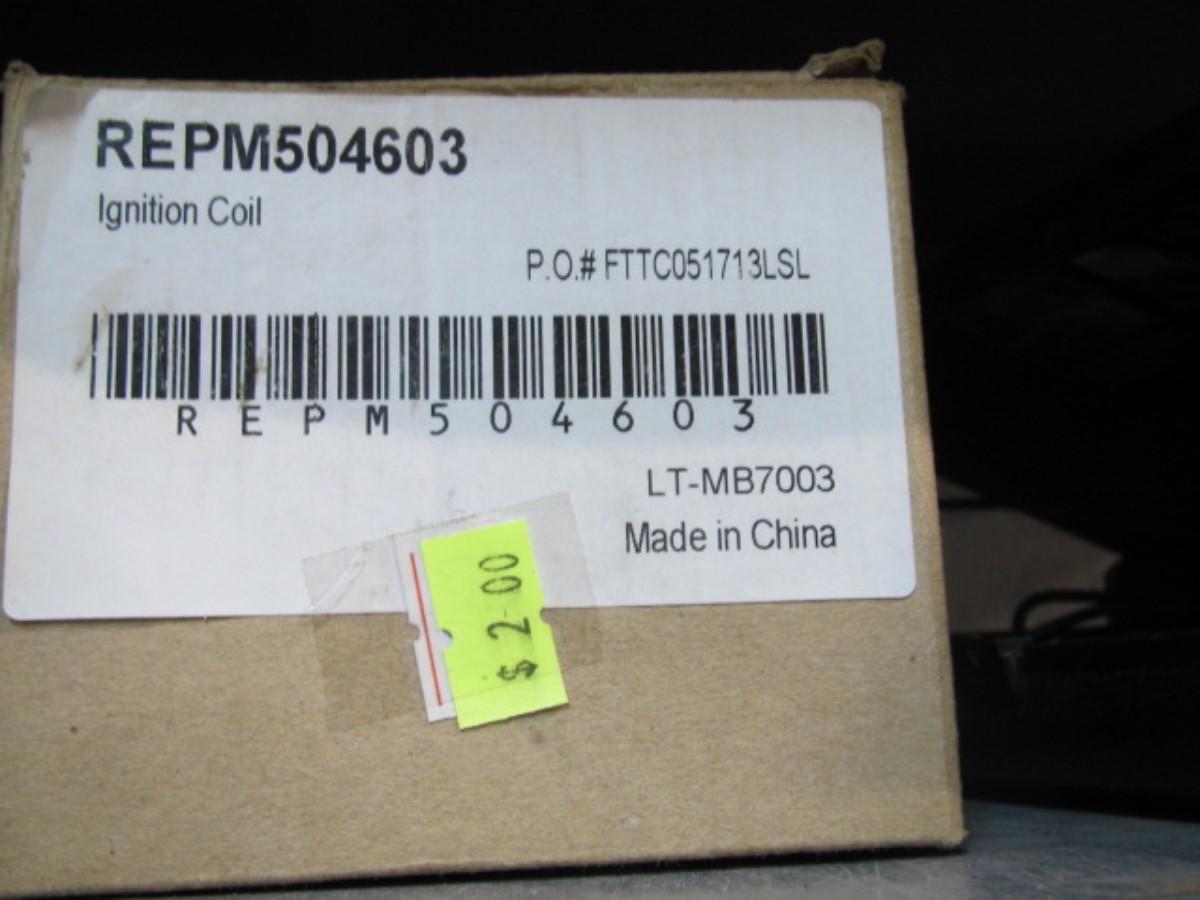 REPM504603
Ignition Coil
P.O.# FTTC051713LSL
REPM504603
LT-MB7003
Made in China
$2.00